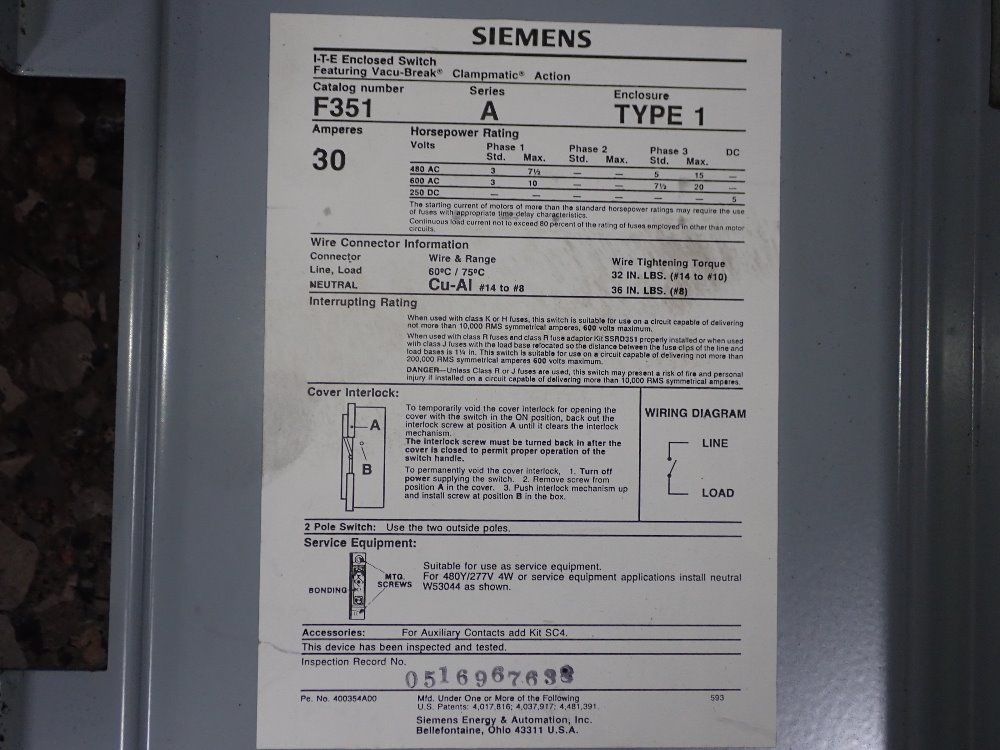 SIEMENS
I-T-E Enclosed Switch
Featuring Vacu-Break® Clampmatic® Action
Catalog number Series Enclosure
F351 A TYPE 1
Amperes Horsepower Rating
30 Volts Phase 1 Phase 2 Phase 3 DC
Std. Max. Std. Max. Std. Max.
480 AC 3 7½ — — 5 15 —
600 AC 3 10 — — 7½ 20 —
250 DC — — — — — — 5
The starting current of motors of more than the standard horsepower ratings may require the use
of fuses with appropriate time delay characteristics.
Continuous load current not to exceed 80 percent of the rating of fuses employed in other than motor
circuits.
Wire Connector Information
Connector Wire & Range Wire Tightening Torque
Line, Load 60°C / 75°C 32 IN. LBS. (#14 to #10)
NEUTRAL Cu-Al #14 to #8 36 IN. LBS. (#8)
Interrupting Rating
When used with class K or H fuses, this switch is suitable for use on a circuit capable of delivering
not more than 10,000 RMS symmetrical amperes, 600 volts maximum.
When used with class R fuses and class R fuse adapter Kit SSRD351 properly installed or when used
with class J fuses with the load base relocated so the distance between the fuse clips of the line and
load bases is 1⅛ in. This switch is suitable for use on a circuit capable of delivering not more than
200,000 RMS symmetrical amperes 600 volts maximum.
DANGER—Unless Class R or J fuses are used, this switch may present a risk of fire and personal
injury if installed on a circuit capable of delivering more than 10,000 RMS symmetrical amperes.
Cover Interlock:
A
B
To temporarily void the cover interlock for opening the
cover with the switch in the ON position, back out the
interlock screw at position A until it clears the interlock
mechanism.
The interlock screw must be turned back in after the
cover is closed to permit proper operation of the
switch handle.
To permanently void the cover interlock, 1. Turn off
power supplying the switch. 2. Remove screw from
position A in the cover. 3. Push interlock mechanism up
and install screw at position B in the box.
WIRING DIAGRAM
LINE
LOAD
2 Pole Switch: Use the two outside poles.
Service Equipment:
BONDING
MTG.
SCREWS
Suitable for use as service equipment.
For 480Y/277V 4W or service equipment applications install neutral
W53044 as shown.
Accessories: For Auxiliary Contacts add Kit SC4.
This device has been inspected and tested.
Inspection Record No.
Pe. No. 400354A00 Mfd. Under One or More of the Following 593
U.S. Patents: 4,017,816; 4,037,917; 4,481,391.
Siemens Energy & Automation, Inc.
Bellefontaine, Ohio 43311 U.S.A.